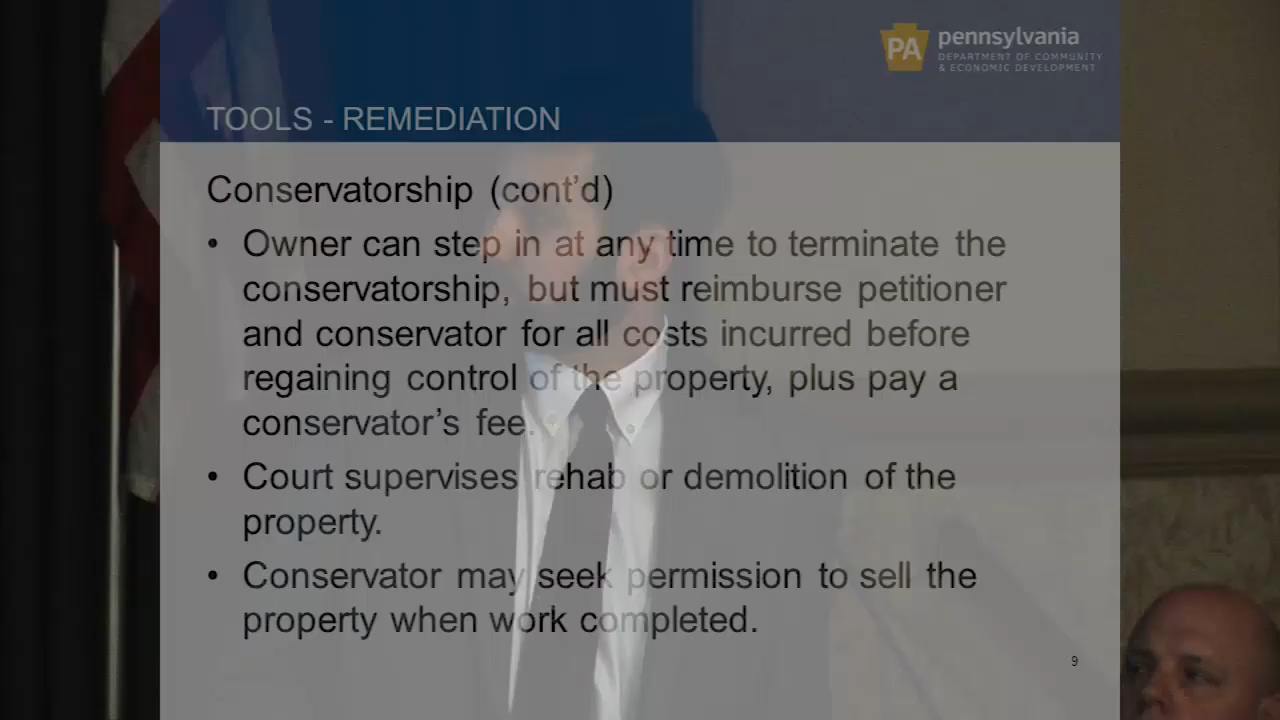 PA
pennsylvania
DEPARTMENT OF COMMUNITY
& ECONOMIC DEVELOPMENT
TOOLS - REMEDIATION
Conservatorship (cont'd)
• Owner can step in at any time to terminate the
conservatorship, but must reimburse petitioner
and conservator for all costs incurred before
regaining control of the property, plus pay a
conservator's fee.
• Court supervises rehab or demolition of the
property.
• Conservator may seek permission to sell the
property when work completed.
9